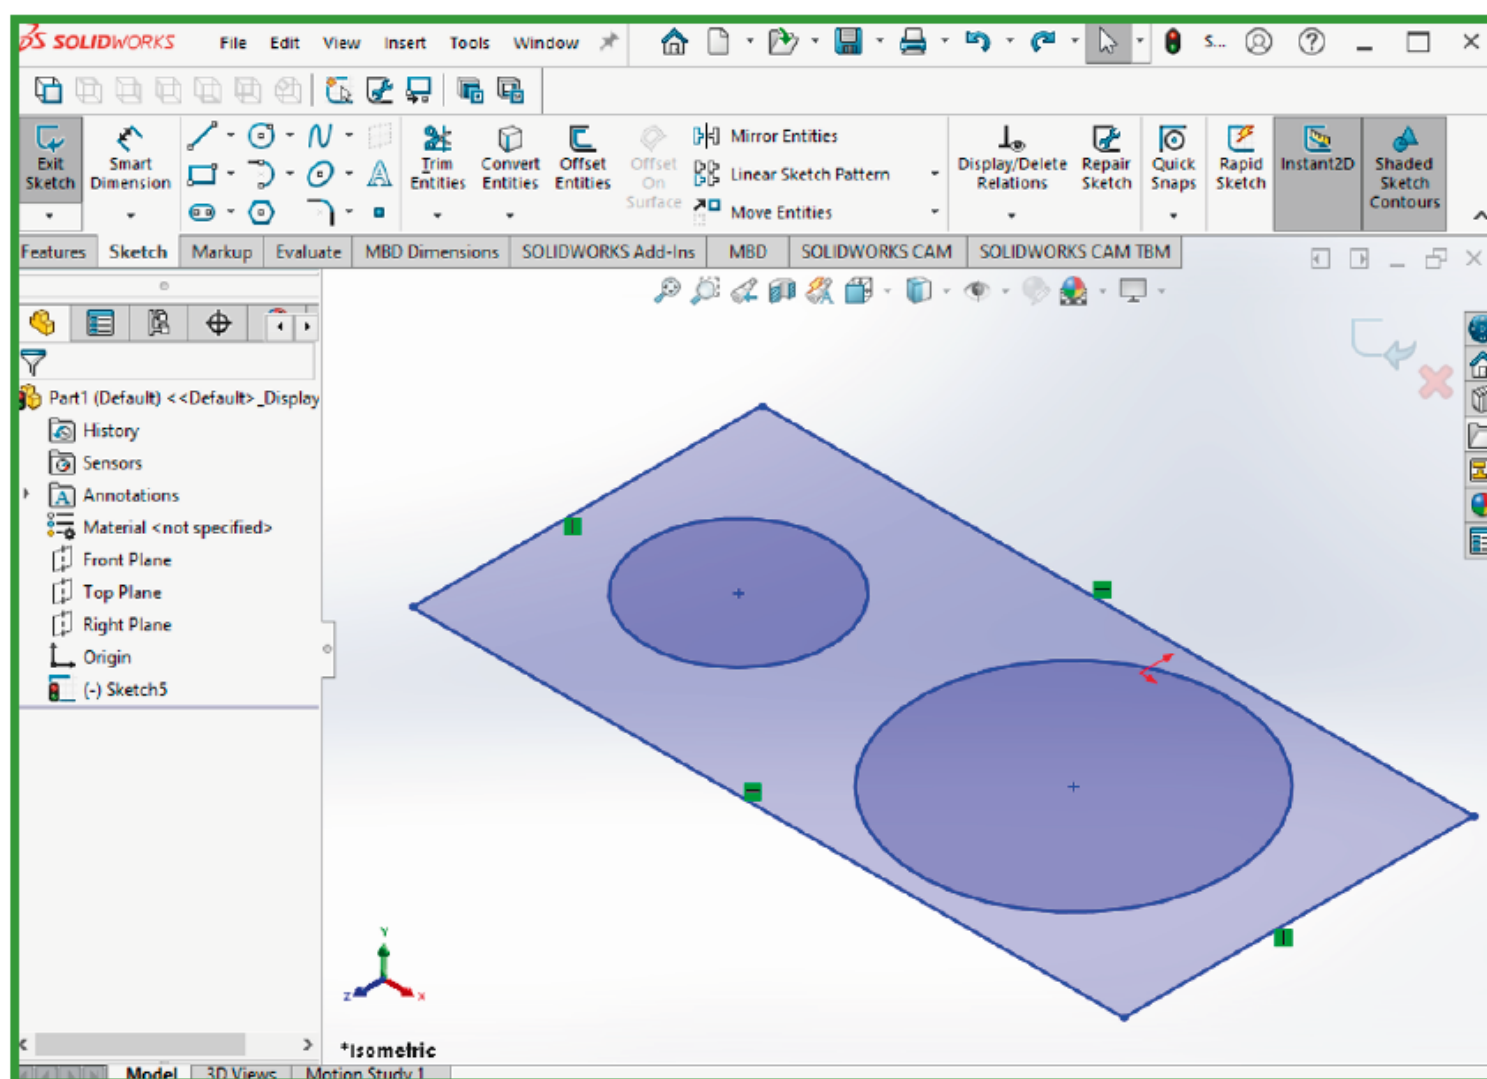 SOLIDWORKS File Edit View Insert Tools Window S...
Exit Sketch
Smart Dimension
Trim Entities
Convert Entities
Offset Entities
Offset On Surface
Mirror Entities
Linear Sketch Pattern
Move Entities
Display/Delete Relations
Repair Sketch
Quick Snaps
Rapid Sketch
Instant2D
Shaded Sketch Contours
Features Sketch Markup Evaluate MBD Dimensions SOLIDWORKS Add-Ins MBD SOLIDWORKS CAM SOLIDWORKS CAM TBM
Part1 (Default) <<Default>_Display
History
Sensors
Annotations
Material <not specified>
Front Plane
Top Plane
Right Plane
Origin
(-) Sketch5
Y
Z X
*Isometric
Model 3D Views Motion Study 1